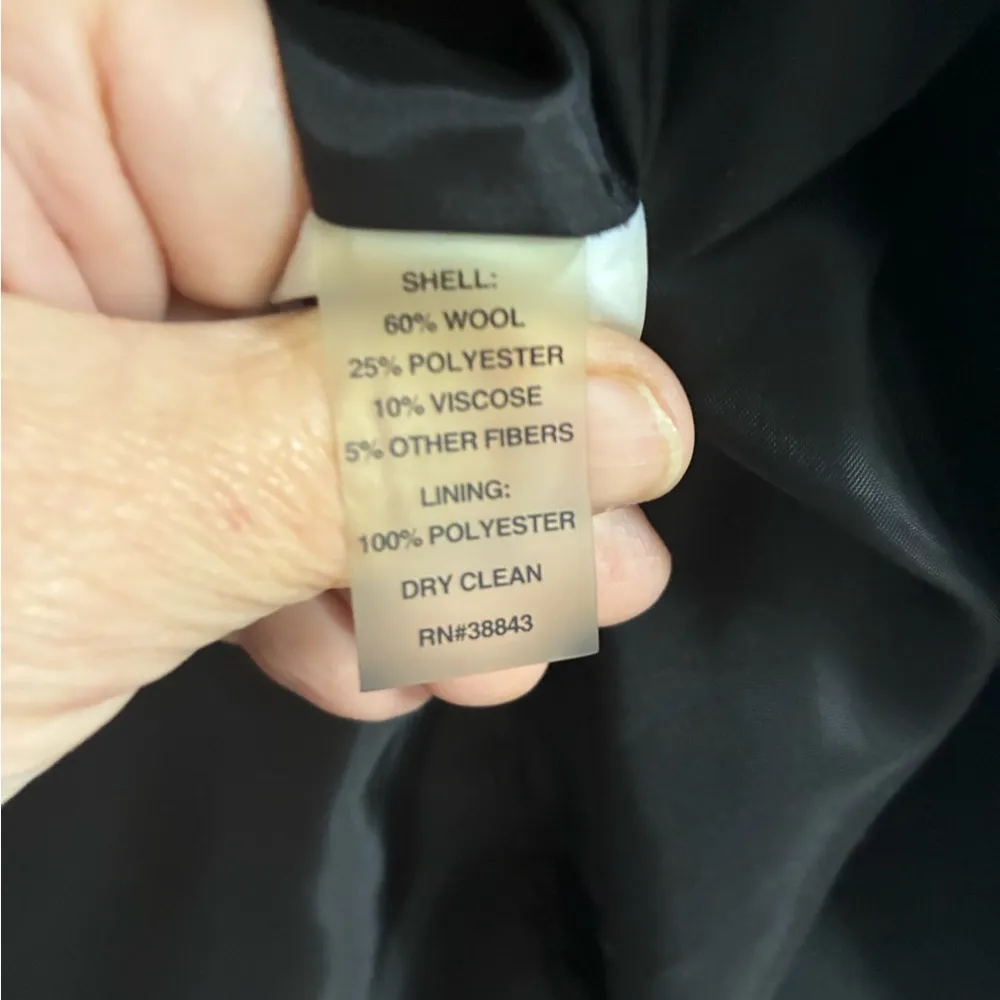 SHELL:
60% WOOL
25% POLYESTER
10% VISCOSE
5% OTHER FIBERS
LINING:
100% POLYESTER
DRY CLEAN
RN#38843